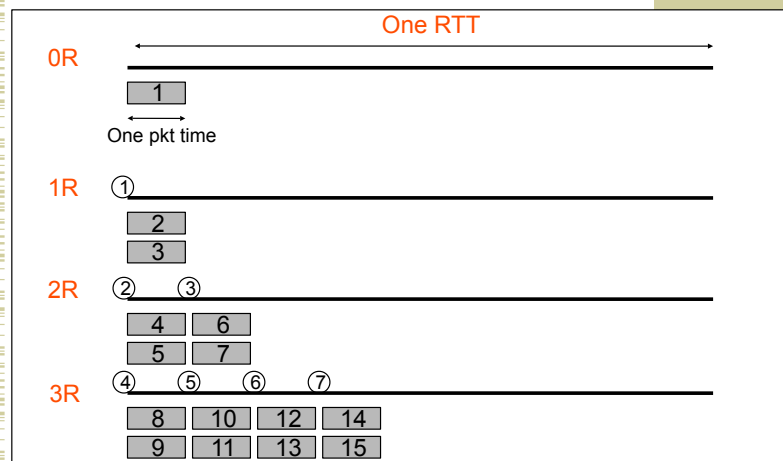 One RTT
0R
1
One pkt time
1R ①
2
3
2R ② ③
4 6
5 7
3R ④ ⑤ ⑥ ⑦
8 10 12 14
9 11 13 15